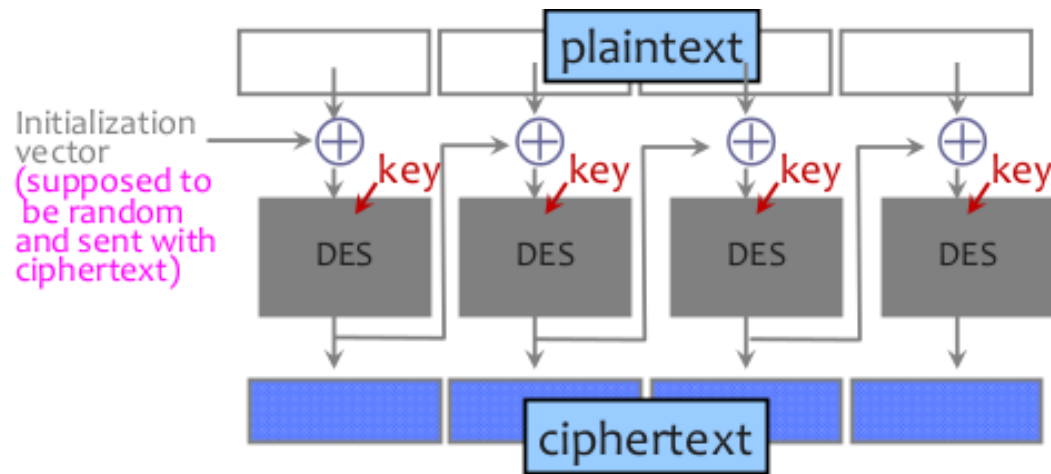 plaintext
Initialization
vector
(supposed to
be random
and sent with
ciphertext)
key key key key
DES DES DES DES
ciphertext